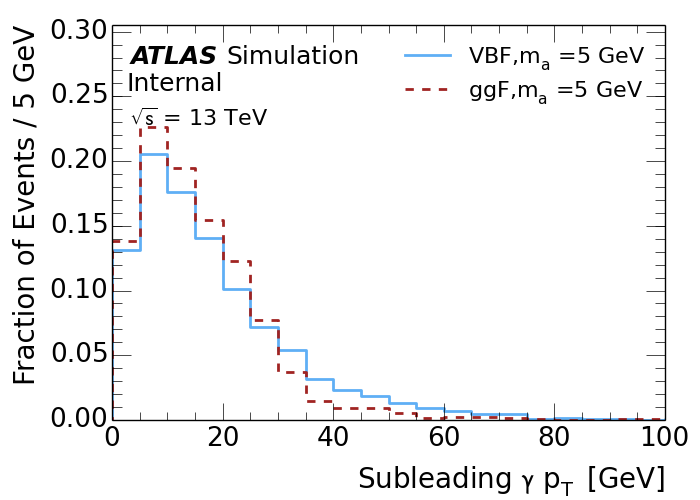 0.30
0.25
0.20
0.15
0.10
0.05
0.00
Fraction of Events / 5 GeV
ATLAS Simulation
Internal
√s = 13 TeV
VBF,mₐ =5 GeV
ggF,mₐ =5 GeV
0 20 40 60 80 100
Subleading γ p_T [GeV]